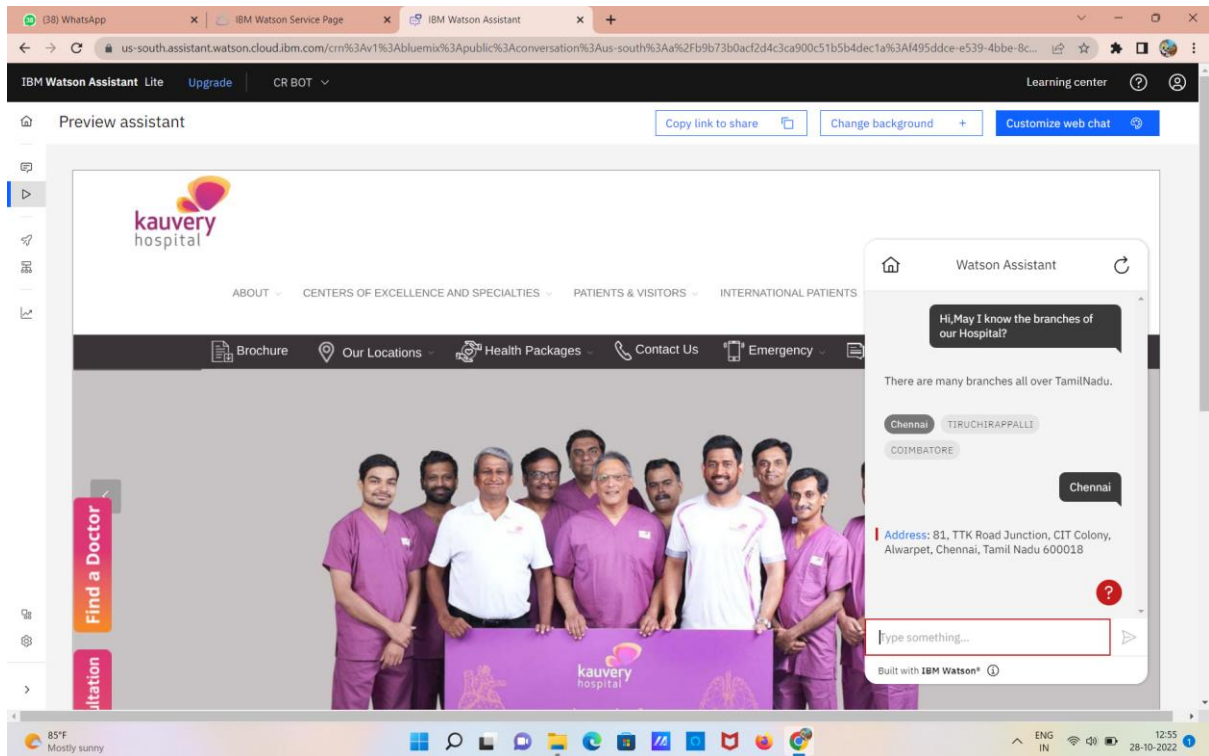 (38) WhatsApp
IBM Watson Service Page
IBM Watson Assistant
us-south.assistant.watson.cloud.ibm.com/crn%3Av1%3Abluemix%3Apublic%3Aconversation%3Aus-south%3Aa%2Fb9b73b0acf2d4c3ca900c51b5b4dec1a%3Af495ddce-e539-4bbe-8c...
IBM Watson Assistant Lite Upgrade CR BOT Learning center
Preview assistant Copy link to share Change background + Customize web chat
kauvery
hospital
ABOUT CENTERS OF EXCELLENCE AND SPECIALTIES PATIENTS & VISITORS INTERNATIONAL PATIENTS
Brochure Our Locations Health Packages Contact Us Emergency
Find a Doctor
ultation
kauvery
hospital
Watson Assistant
Hi,May I know the branches of
our Hospital?
There are many branches all over TamilNadu.
Chennai TIRUCHIRAPPALLI
COIMBATORE
Chennai
Address: 81, TTK Road Junction, CIT Colony,
Alwarpet, Chennai, Tamil Nadu 600018
?
Type something...
Built with IBM Watson®
85°F
Mostly sunny
ENG
IN
12:55
28-10-2022
1